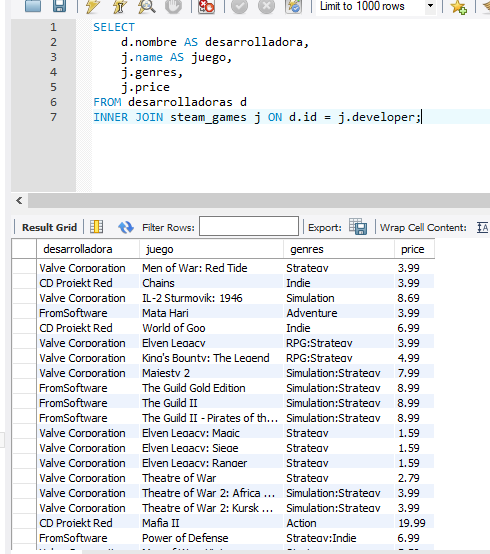 Limit to 1000 rows
1 SELECT
2 d.nombre AS desarrolladora,
3 j.name AS juego,
4 j.genres,
5 j.price
6 FROM desarrolladoras d
7 INNER JOIN steam_games j ON d.id = j.developer;
Result Grid Filter Rows: Export: Wrap Cell Content:
desarrolladora juego genres price
Valve Corporation Men of War: Red Tide Strategy 3.99
CD Projekt Red Chains Indie 3.99
Valve Corporation IL-2 Sturmovik: 1946 Simulation 8.69
FromSoftware Mata Hari Adventure 3.99
CD Projekt Red World of Goo Indie 6.99
Valve Corporation Elven Legacy RPG;Strategy 3.99
Valve Corporation King's Bounty: The Legend RPG;Strategy 4.99
Valve Corporation Majesty 2 Simulation;Strategy 7.99
FromSoftware The Guild Gold Edition Simulation;Strategy 8.99
FromSoftware The Guild II Simulation;Strategy 8.99
FromSoftware The Guild II - Pirates of th... Simulation;Strategy 8.99
Valve Corporation Elven Legacy: Magic Strategy 1.59
Valve Corporation Elven Legacy: Siege Strategy 1.59
Valve Corporation Elven Legacy: Ranger Strategy 1.59
Valve Corporation Theatre of War Strategy 2.79
Valve Corporation Theatre of War 2: Africa ... Simulation;Strategy 3.99
Valve Corporation Theatre of War 2: Kursk ... Simulation;Strategy 3.99
CD Projekt Red Mafia II Action 19.99
FromSoftware Power of Defense Strategy;Indie 6.99